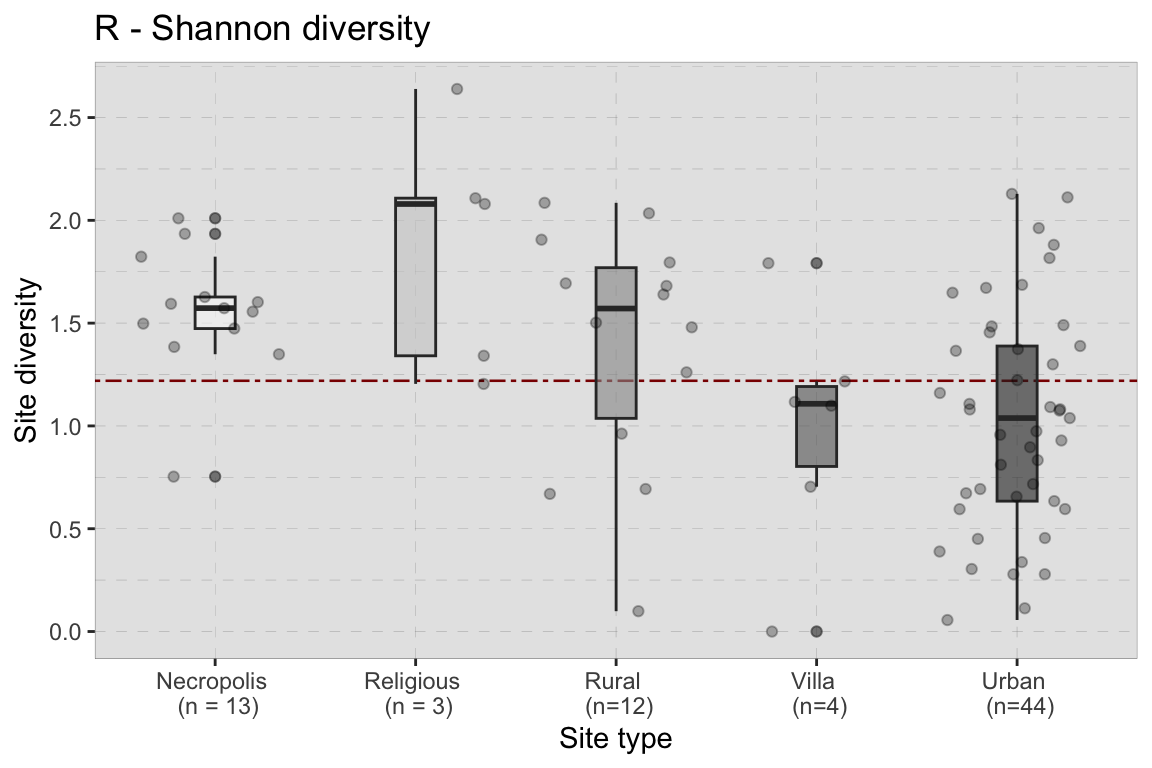 R - Shannon diversity
Site diversity
2.5
2.0
1.5
1.0
0.5
0.0
Necropolis Religious Rural Villa Urban
(n = 13) (n = 3) (n=12) (n=4) (n=44)
Site type